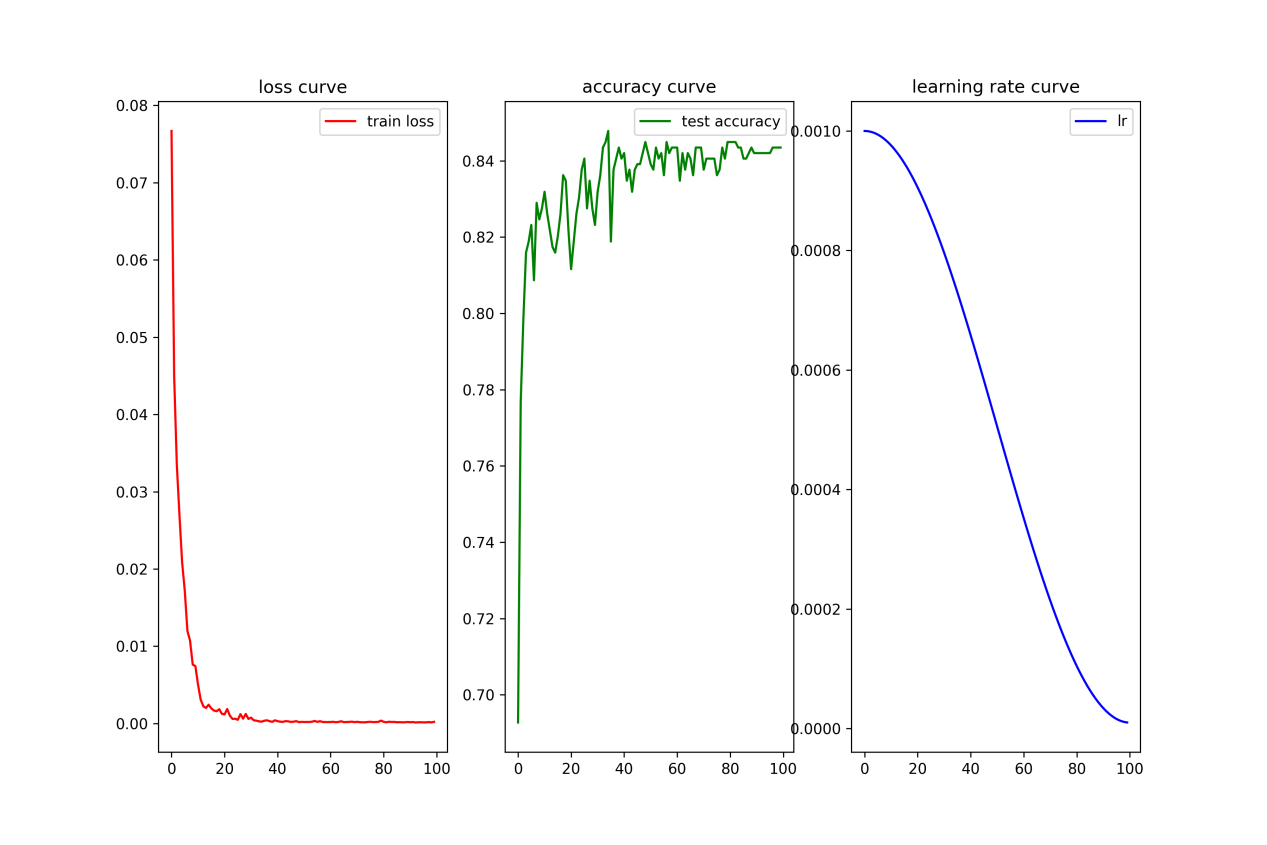 loss curve
train loss
0.08
0.07
0.06
0.05
0.04
0.03
0.02
0.01
0.00
0 20 40 60 80 100
accuracy curve
test accuracy
0.84
0.82
0.80
0.78
0.76
0.74
0.72
0.70
0 20 40 60 80 100
learning rate curve
lr
0.0010
0.0008
0.0006
0.0004
0.0002
0.0000
0 20 40 60 80 100